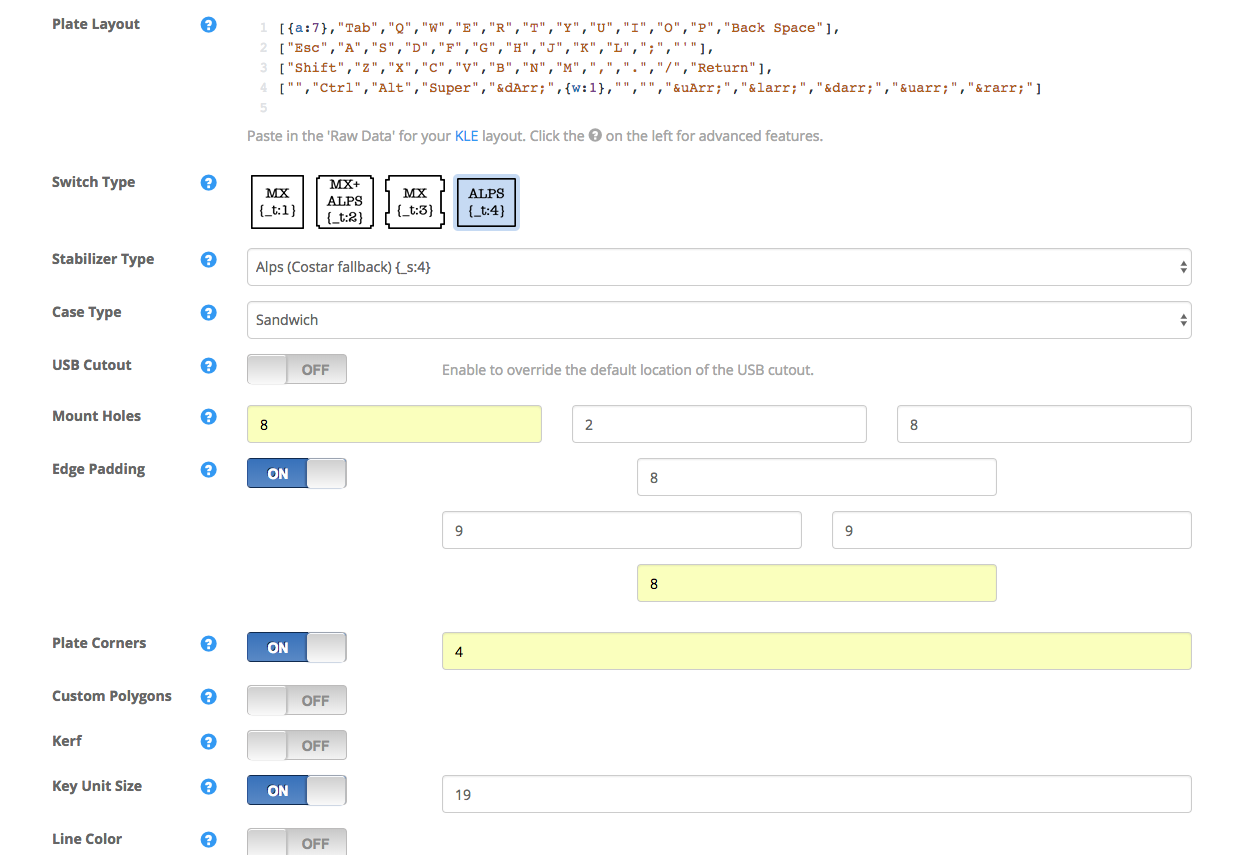 Plate Layout ?
1 [{a:7},"Tab","Q","W","E","R","T","Y","U","I","O","P","Back Space"],
2 ["Esc","A","S","D","F","G","H","J","K","L",";","'"],
3 ["Shift","Z","X","C","V","B","N","M",",",".","/","Return"],
4 ["","Ctrl","Alt","Super","&dArr;",{w:1},"","","&uArr;","&larr;","&darr;","&uarr;","&rarr;"]
5
Paste in the 'Raw Data' for your KLE layout. Click the ? on the left for advanced features.
Switch Type ?
MX {_t:1}
MX+ ALPS {_t:2}
MX {_t:3}
ALPS {_t:4}
Stabilizer Type ? Alps (Costar fallback) {_s:4}
Case Type ? Sandwich
USB Cutout ? OFF Enable to override the default location of the USB cutout.
Mount Holes ? 8 2 8
Edge Padding ? ON 8
9 9
8
Plate Corners ? ON 4
Custom Polygons ? OFF
Kerf ? OFF
Key Unit Size ? ON 19
Line Color ? OFF